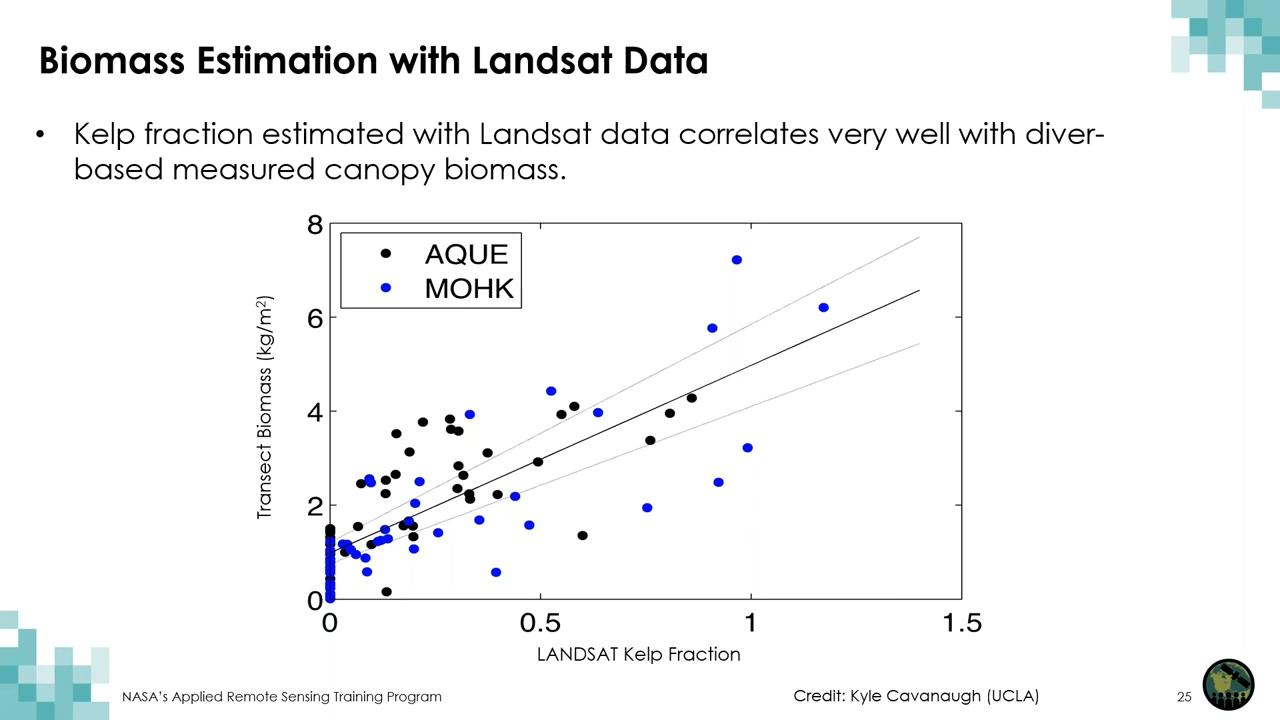 Biomass Estimation with Landsat Data
• Kelp fraction estimated with Landsat data correlates very well with diver-
based measured canopy biomass.
8
AQUE
MOHK
6
4
2
0
Transect Biomass (kg/m²)
0 0.5 1 1.5
LANDSAT Kelp Fraction
NASA's Applied Remote Sensing Training Program
Credit: Kyle Cavanaugh (UCLA)
25